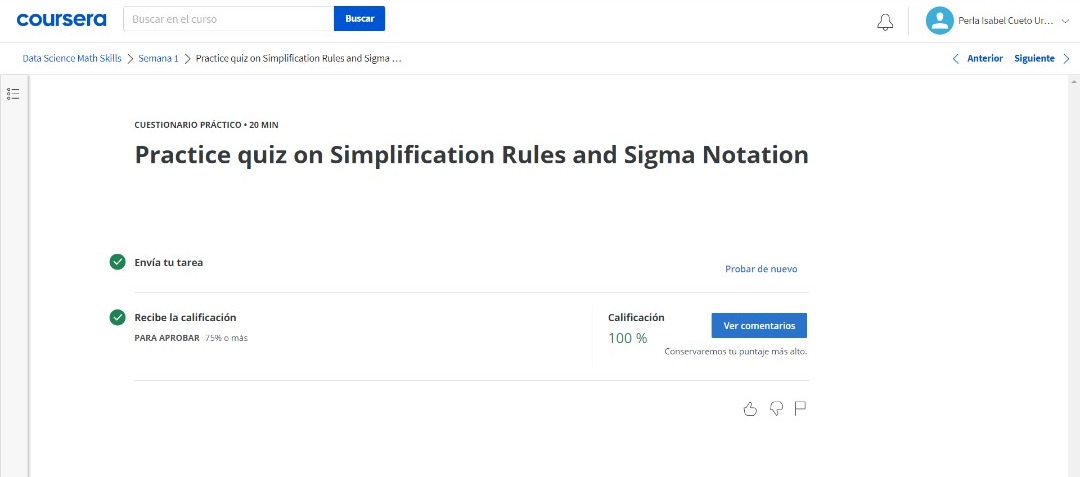 coursera
Buscar en el curso
Buscar
Perla Isabel Cueto Ur...
Data Science Math Skills
Semana 1
Practice quiz on Simplification Rules and Sigma ...
Anterior
Siguiente
CUESTIONARIO PRÁCTICO • 20 MIN
Practice quiz on Simplification Rules and Sigma Notation
Envía tu tarea
Probar de nuevo
Recibe la calificación
PARA APROBAR 75% o más
Calificación
100 %
Ver comentarios
Conservaremos tu puntaje más alto.